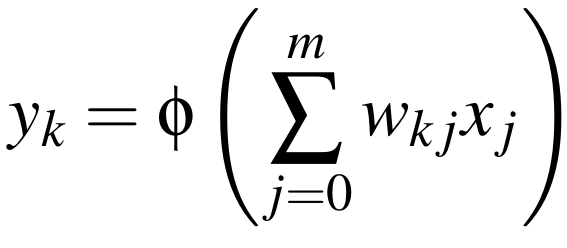 y_k = ϕ ( ∑_{j=0}^{m} w_{kj} x_j )